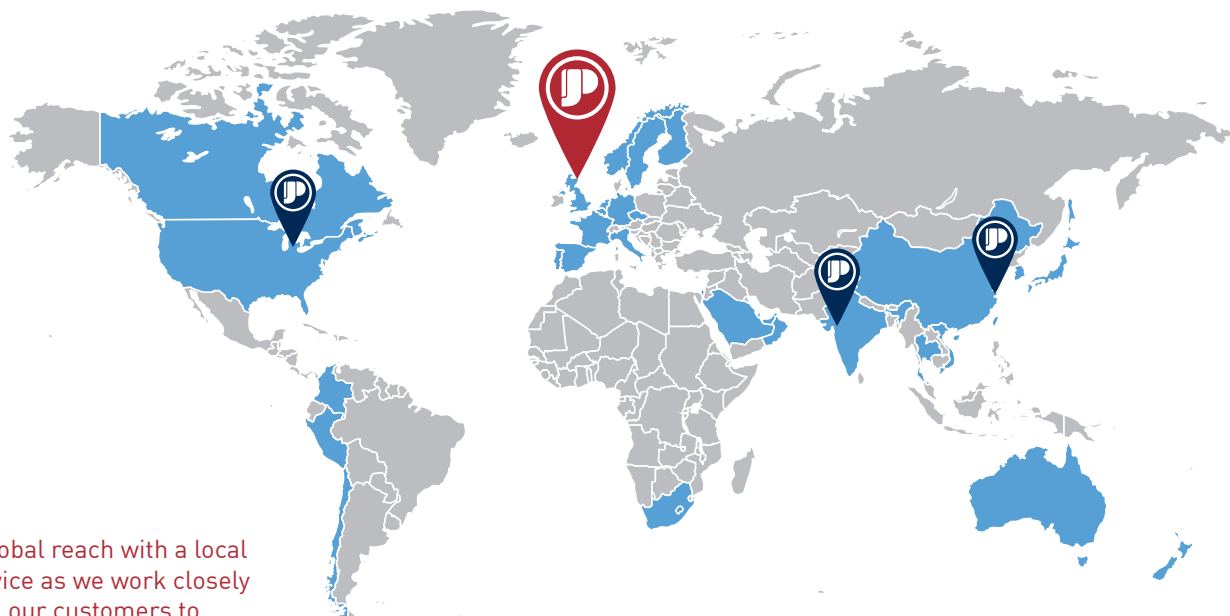 obal reach with a local
vice as we work closely
our customers to